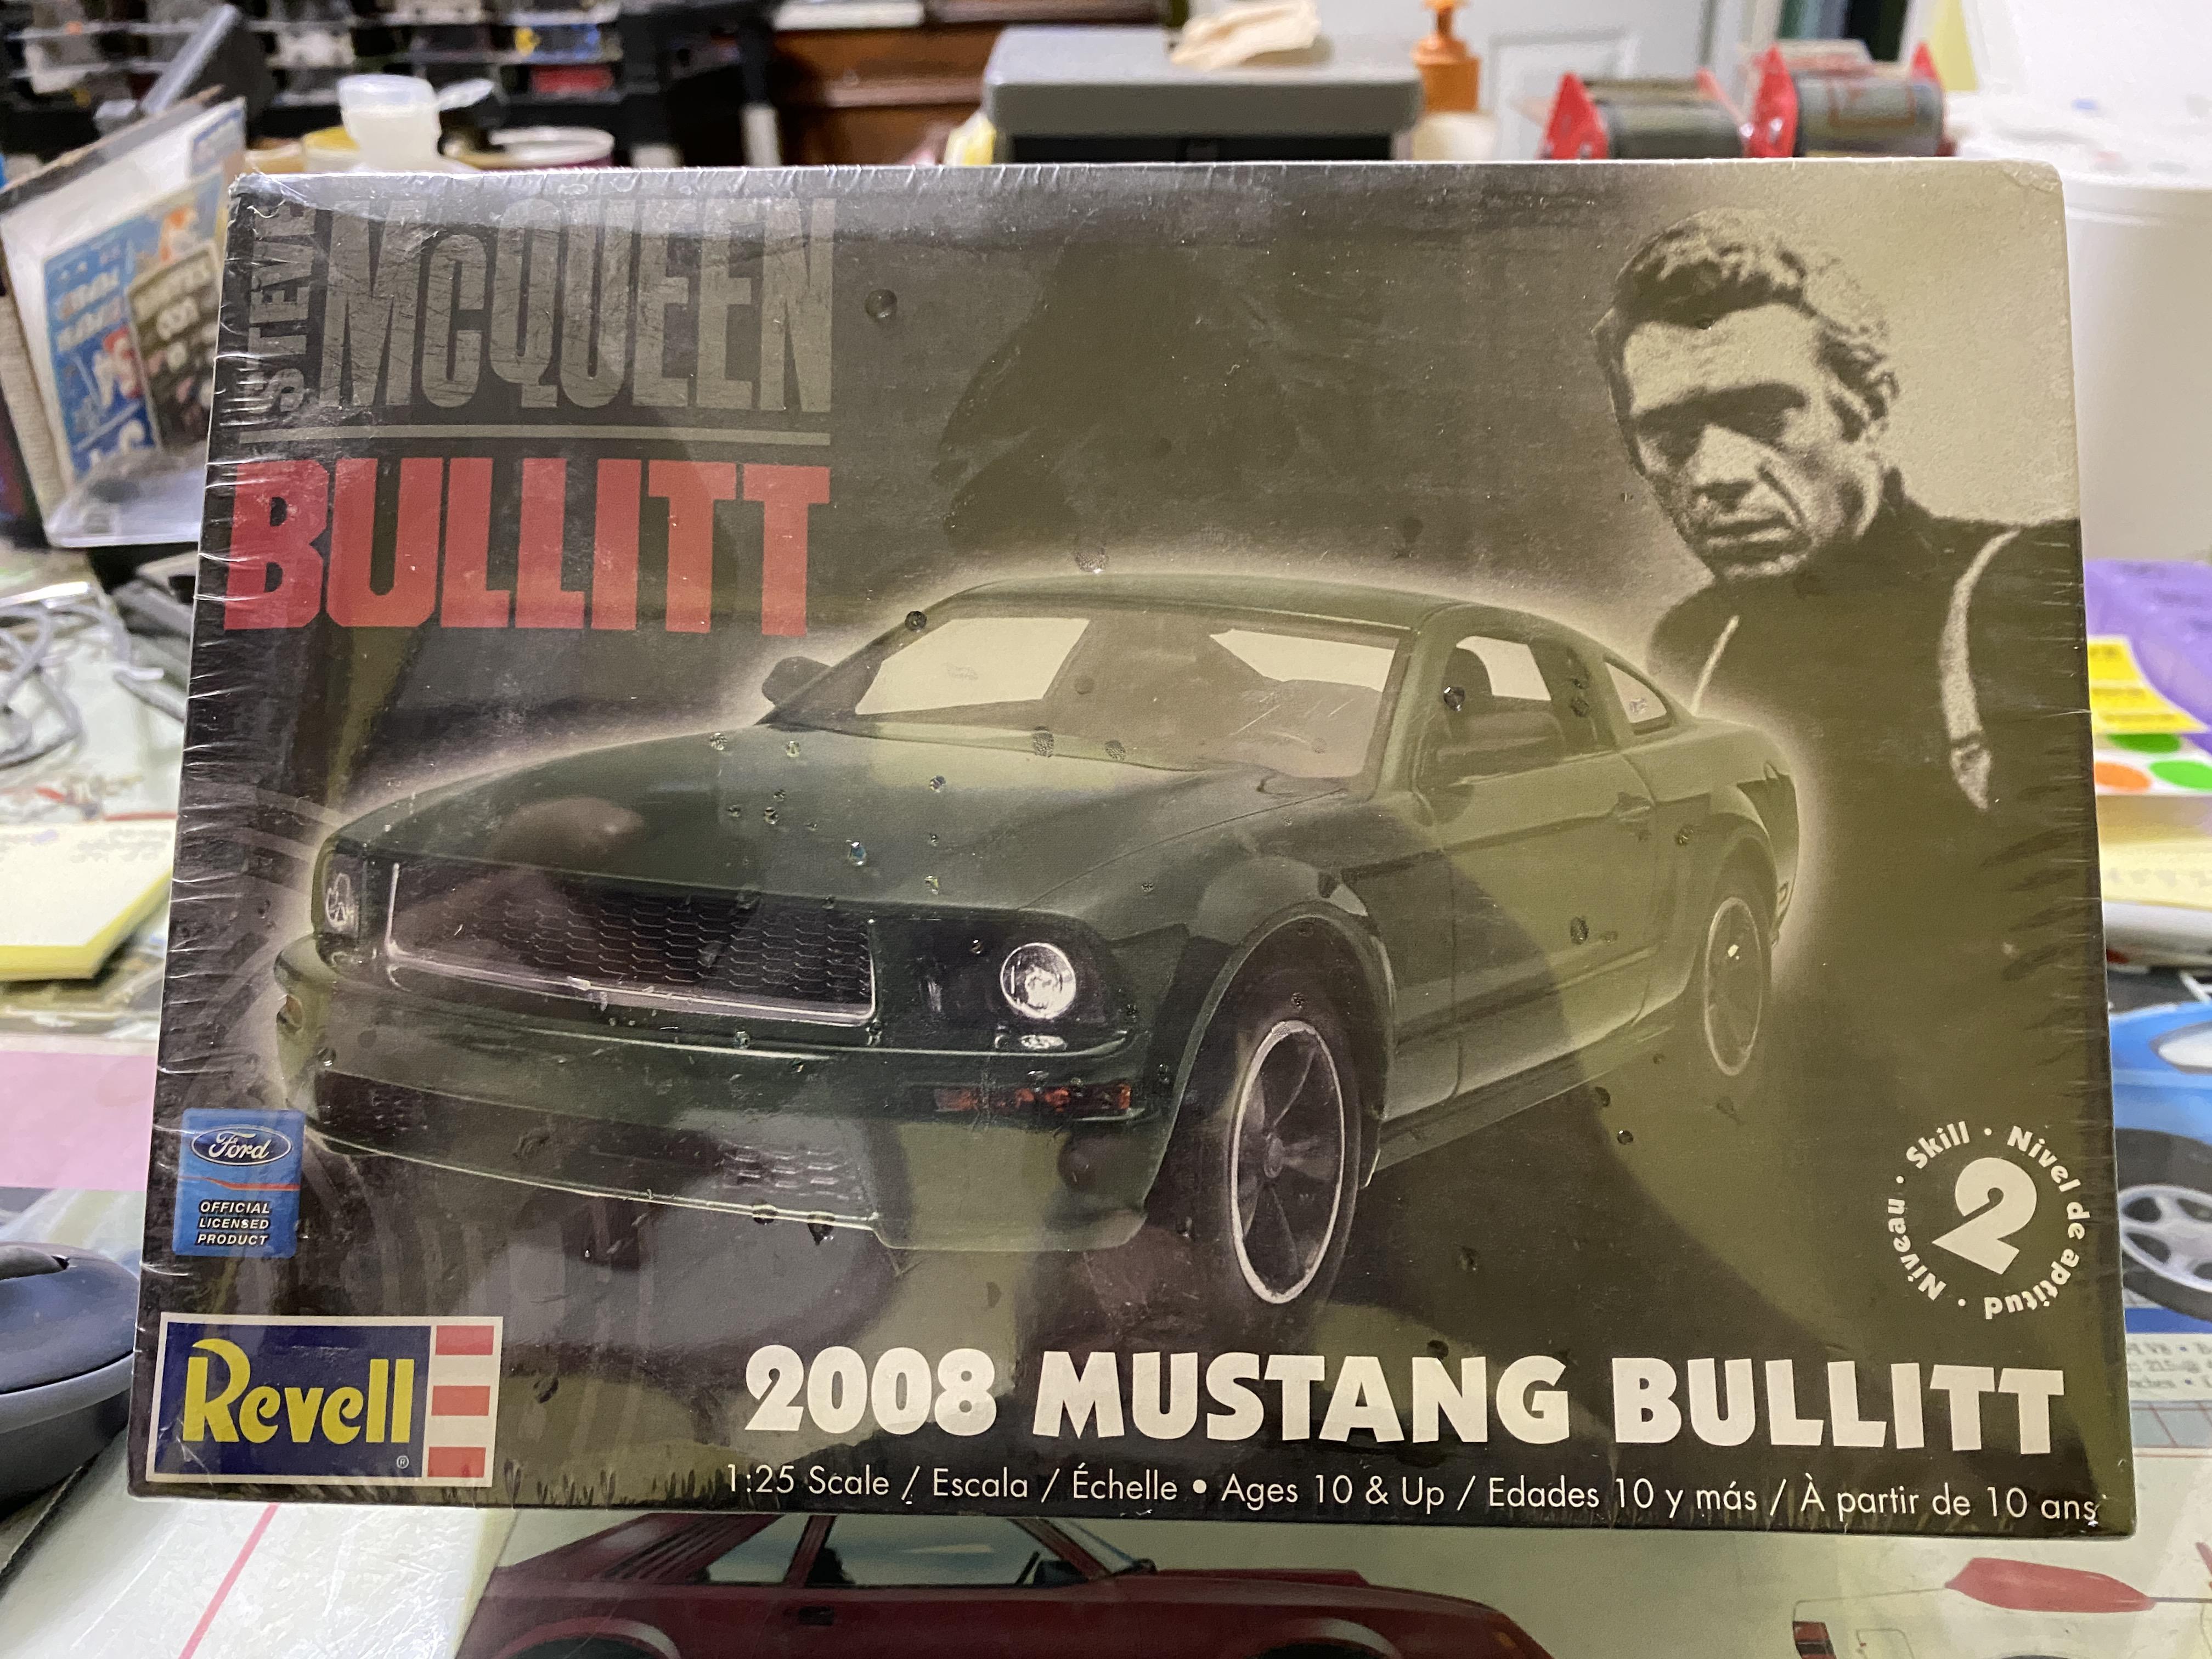 STEVE
McQUEEN
BULLITT
Ford
OFFICIAL
LICENSED
PRODUCT
Skill • Nivel de aptitud • Niveau •
2
Revell®
2008 MUSTANG BULLITT
1:25 Scale / Escala / Échelle • Ages 10 & Up / Edades 10 y más / À partir de 10 ans